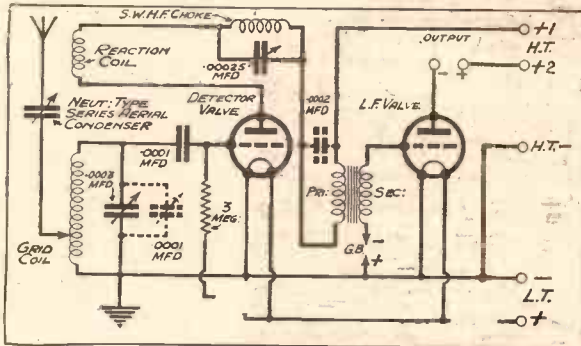 S.W.H.F. CHOKE
REACTION
COIL
.00025
MFD
NEUT: TYPE
SERIES AERIAL
CONDENSER
DETECTOR
VALVE
.0002
MFD
L.F. VALVE
OUTPUT
- +
+1
H.T.
+2
H.T.-
.0001
MFD
.0003
MFD
.0001
MFD
3
MEG:
GRID
COIL
PRI:
SEC:
G.B.
-
+
-
L.T.
+